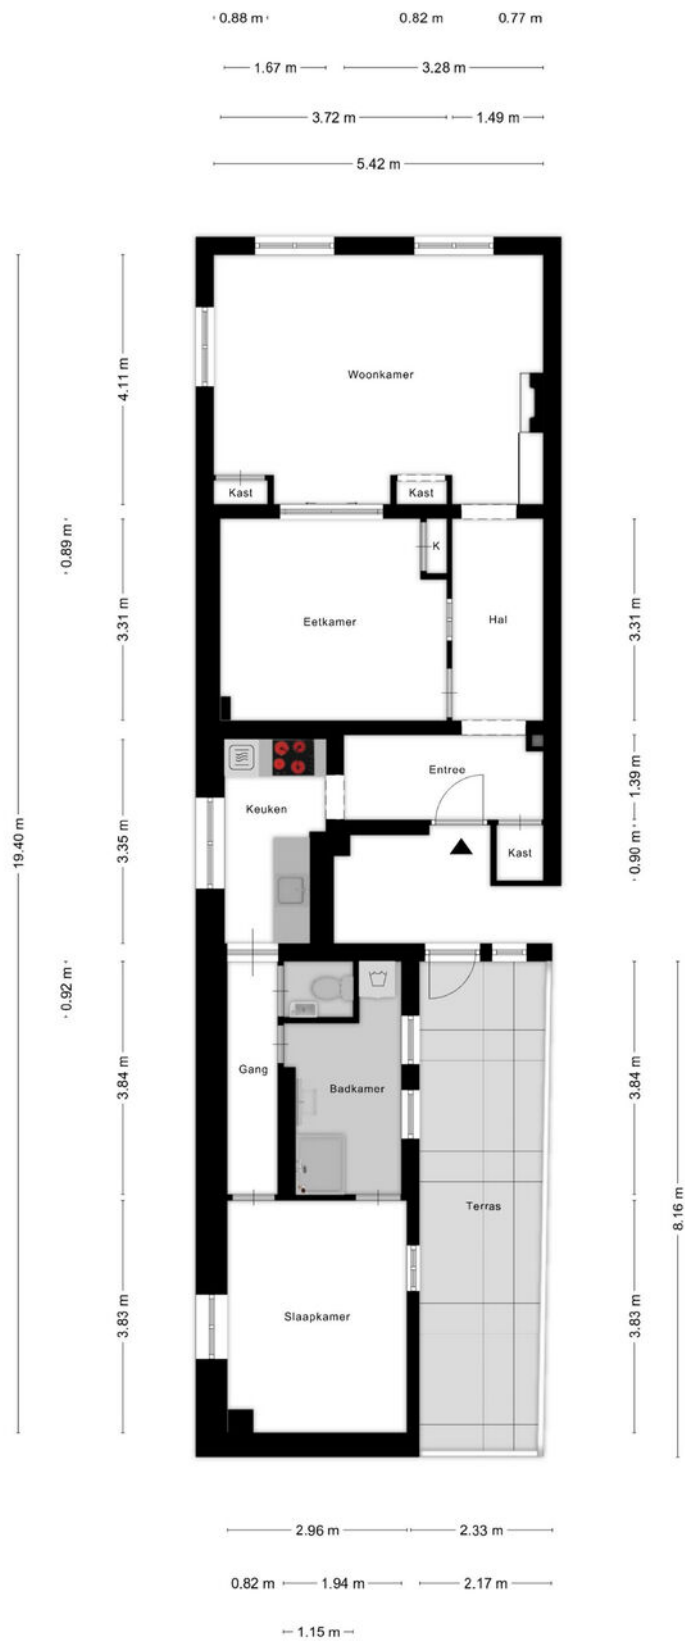 0.88 m 0.82 m 0.77 m
1.67 m 3.28 m
3.72 m 1.49 m
5.42 m
4.11 m
Woonkamer
Kast Kast
0.89 m
K
3.31 m
Eetkamer
Hal
3.31 m
Entree
1.39 m
Keuken
19.40 m
3.35 m
Kast
0.90 m
0.92 m
3.84 m
Gang
Badkamer
3.84 m
Terras
8.16 m
3.83 m
Slaapkamer
3.83 m
2.96 m 2.33 m
0.82 m 1.94 m 2.17 m
1.15 m